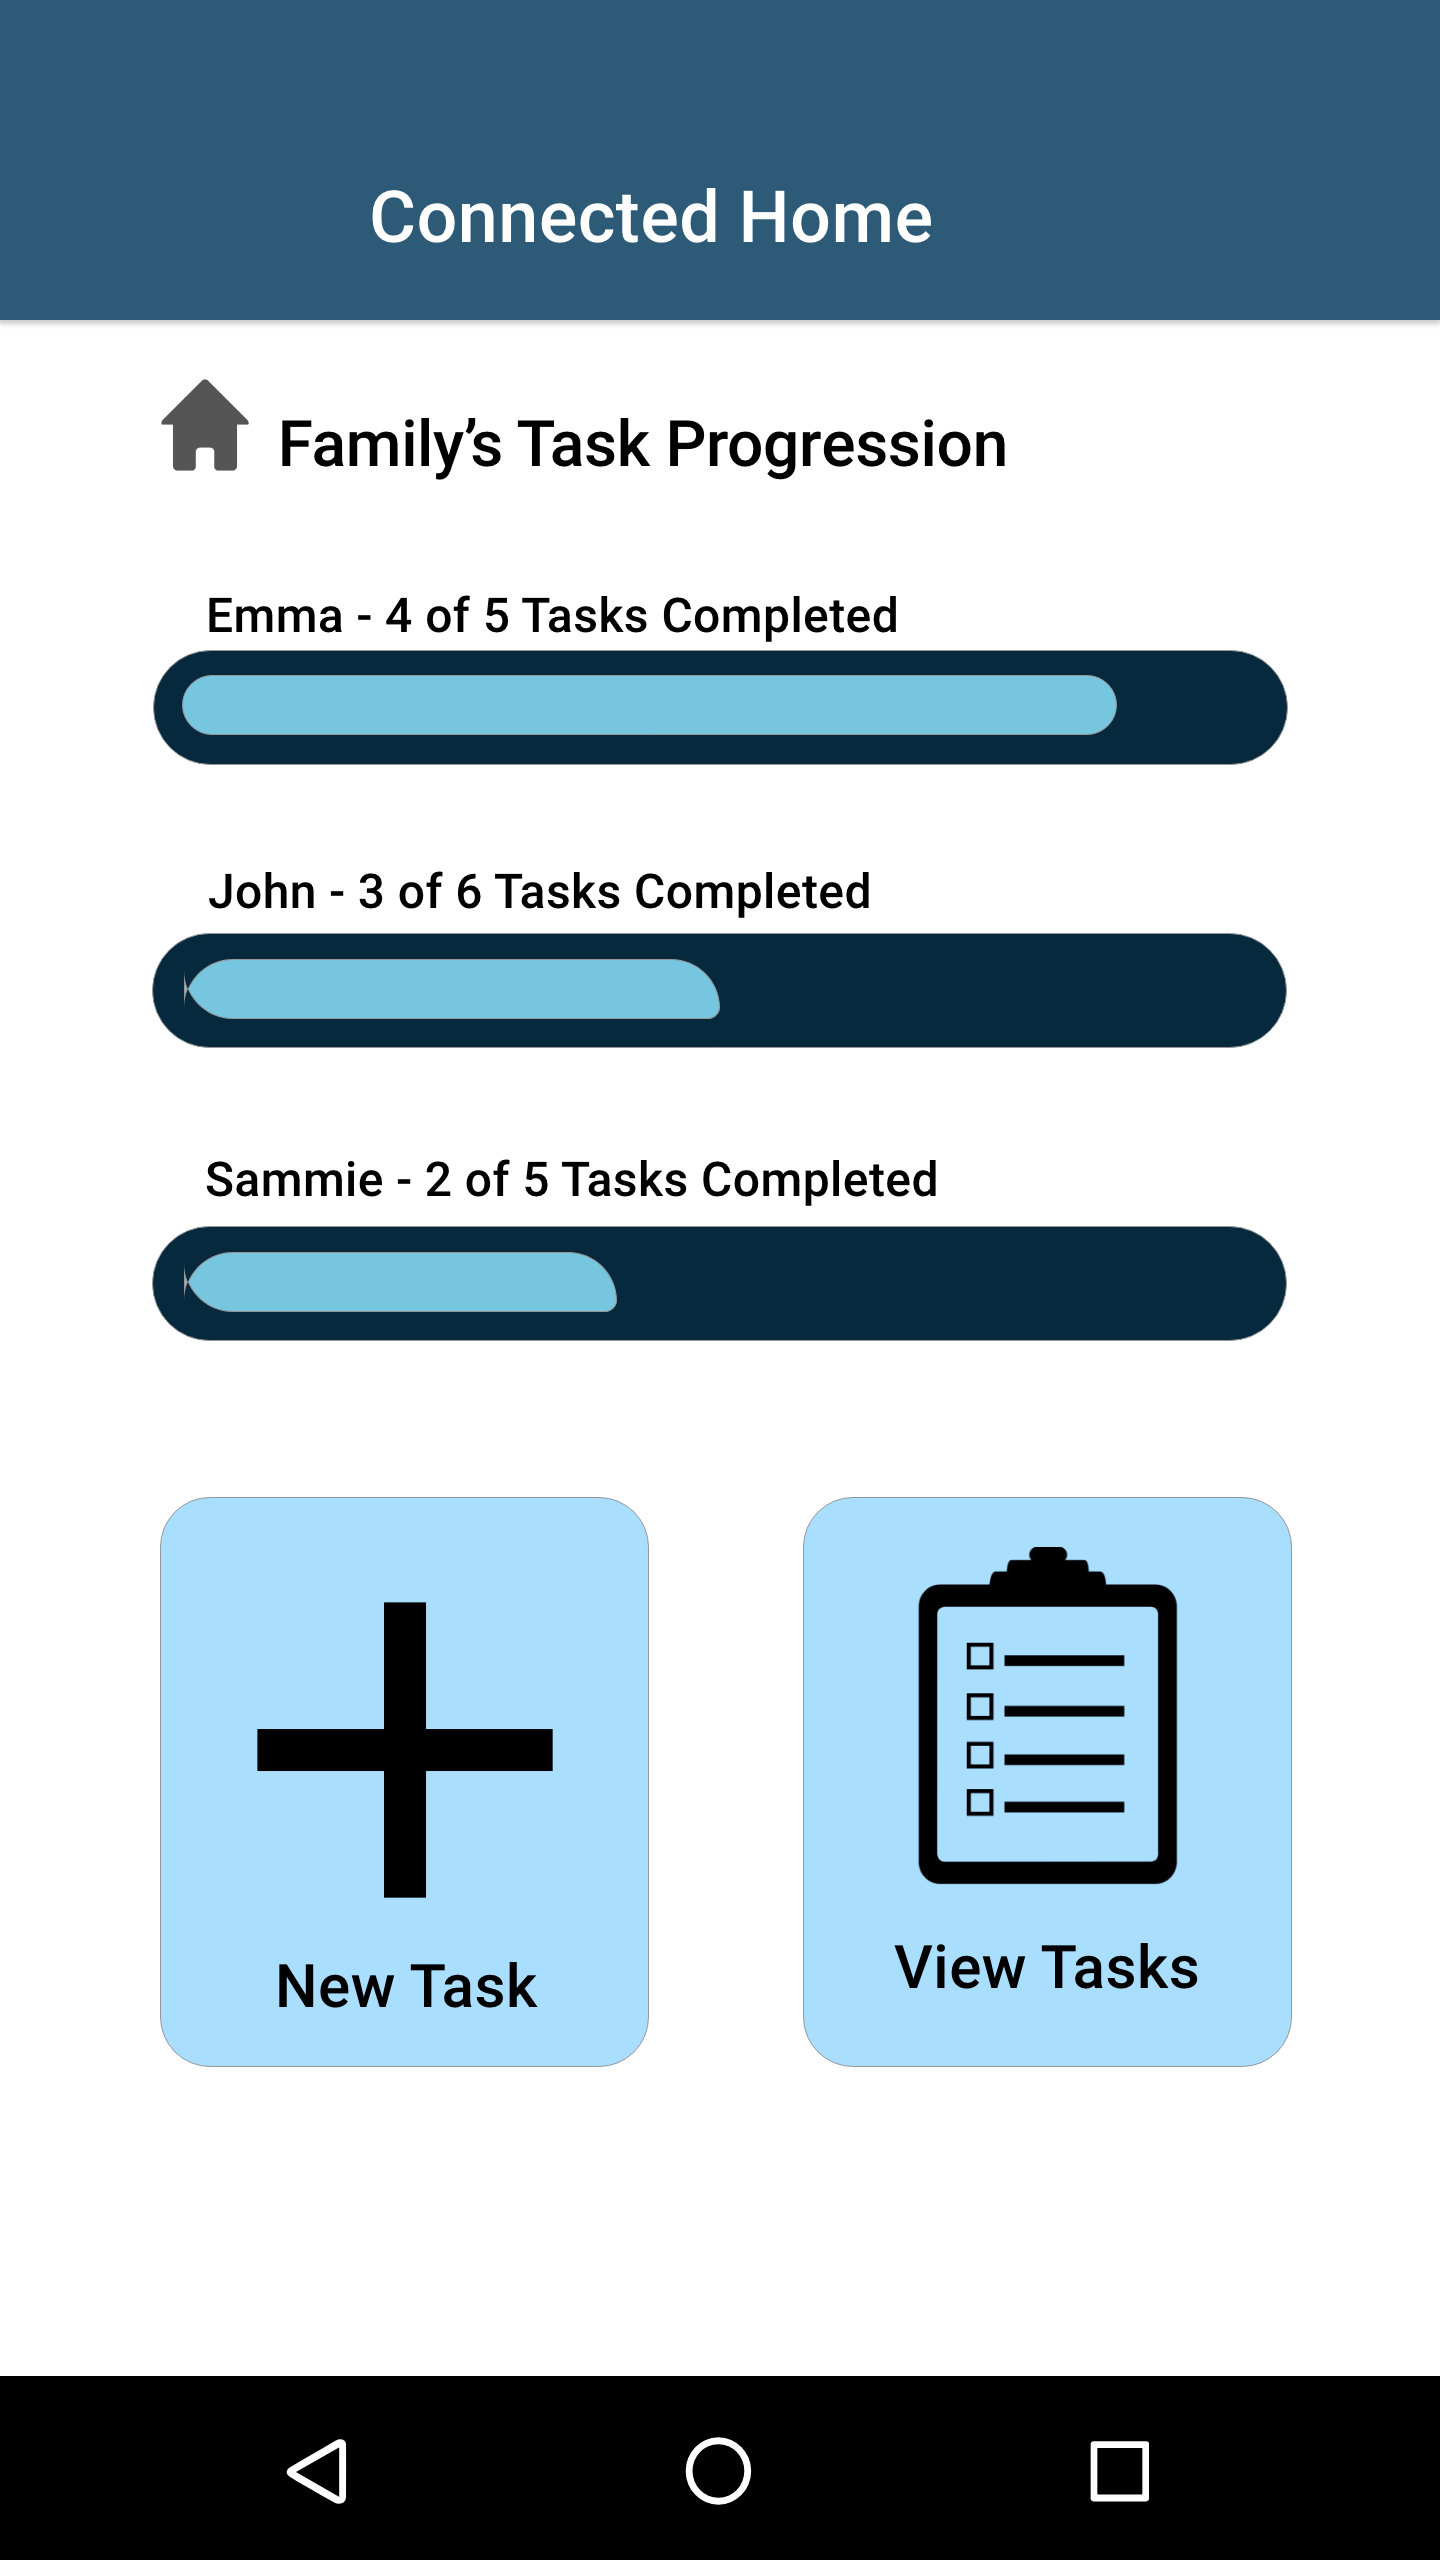 Connected Home
Family’s Task Progression
Emma - 4 of 5 Tasks Completed
John - 3 of 6 Tasks Completed
Sammie - 2 of 5 Tasks Completed
New Task
View Tasks